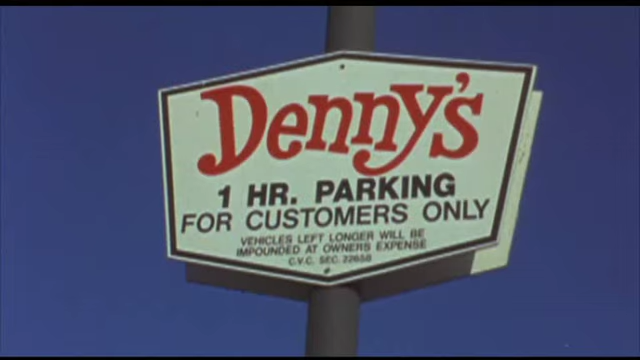 Denny's
1 HR. PARKING
FOR CUSTOMERS ONLY
VEHICLES LEFT LONGER WILL BE
IMPOUNDED AT OWNERS EXPENSE
C.V.C. SEC. 22658